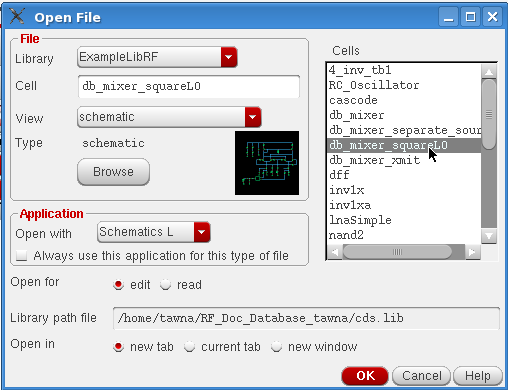 Open File
File
Library ExampleLibRF
Cell db_mixer_squareLO
View schematic
Type schematic
Browse
Application
Open with Schematics L
Always use this application for this type of file
Cells
4_inv_tb1
RC_Oscillator
cascode
db_mixer
db_mixer_separate_sour
db_mixer_squareLO
db_mixer_xmit
dff
inv1x
inv1xa
lnaSimple
nand2
Open for edit read
Library path file /home/tawna/RF_Doc_Database_tawna/cds.lib
Open in new tab current tab new window
OK Cancel Help